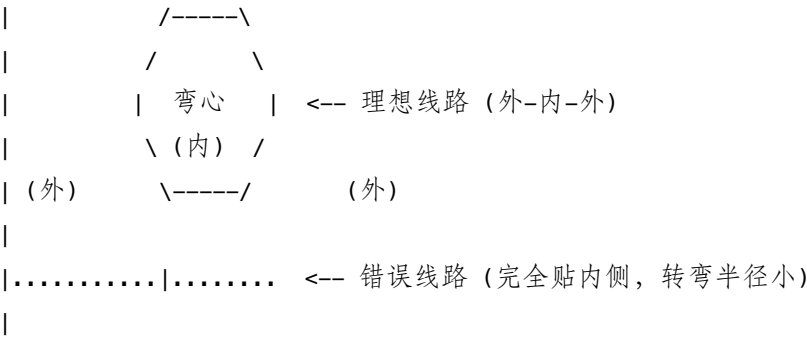 |          /-----\
|         /       \
|        |  弯心   |  <-- 理想线路 (外-内-外)
|         \ (内)  /
| (外)     \-----/       (外)
|
|...........|........  <-- 错误线路 (完全贴内侧, 转弯半径小)
|